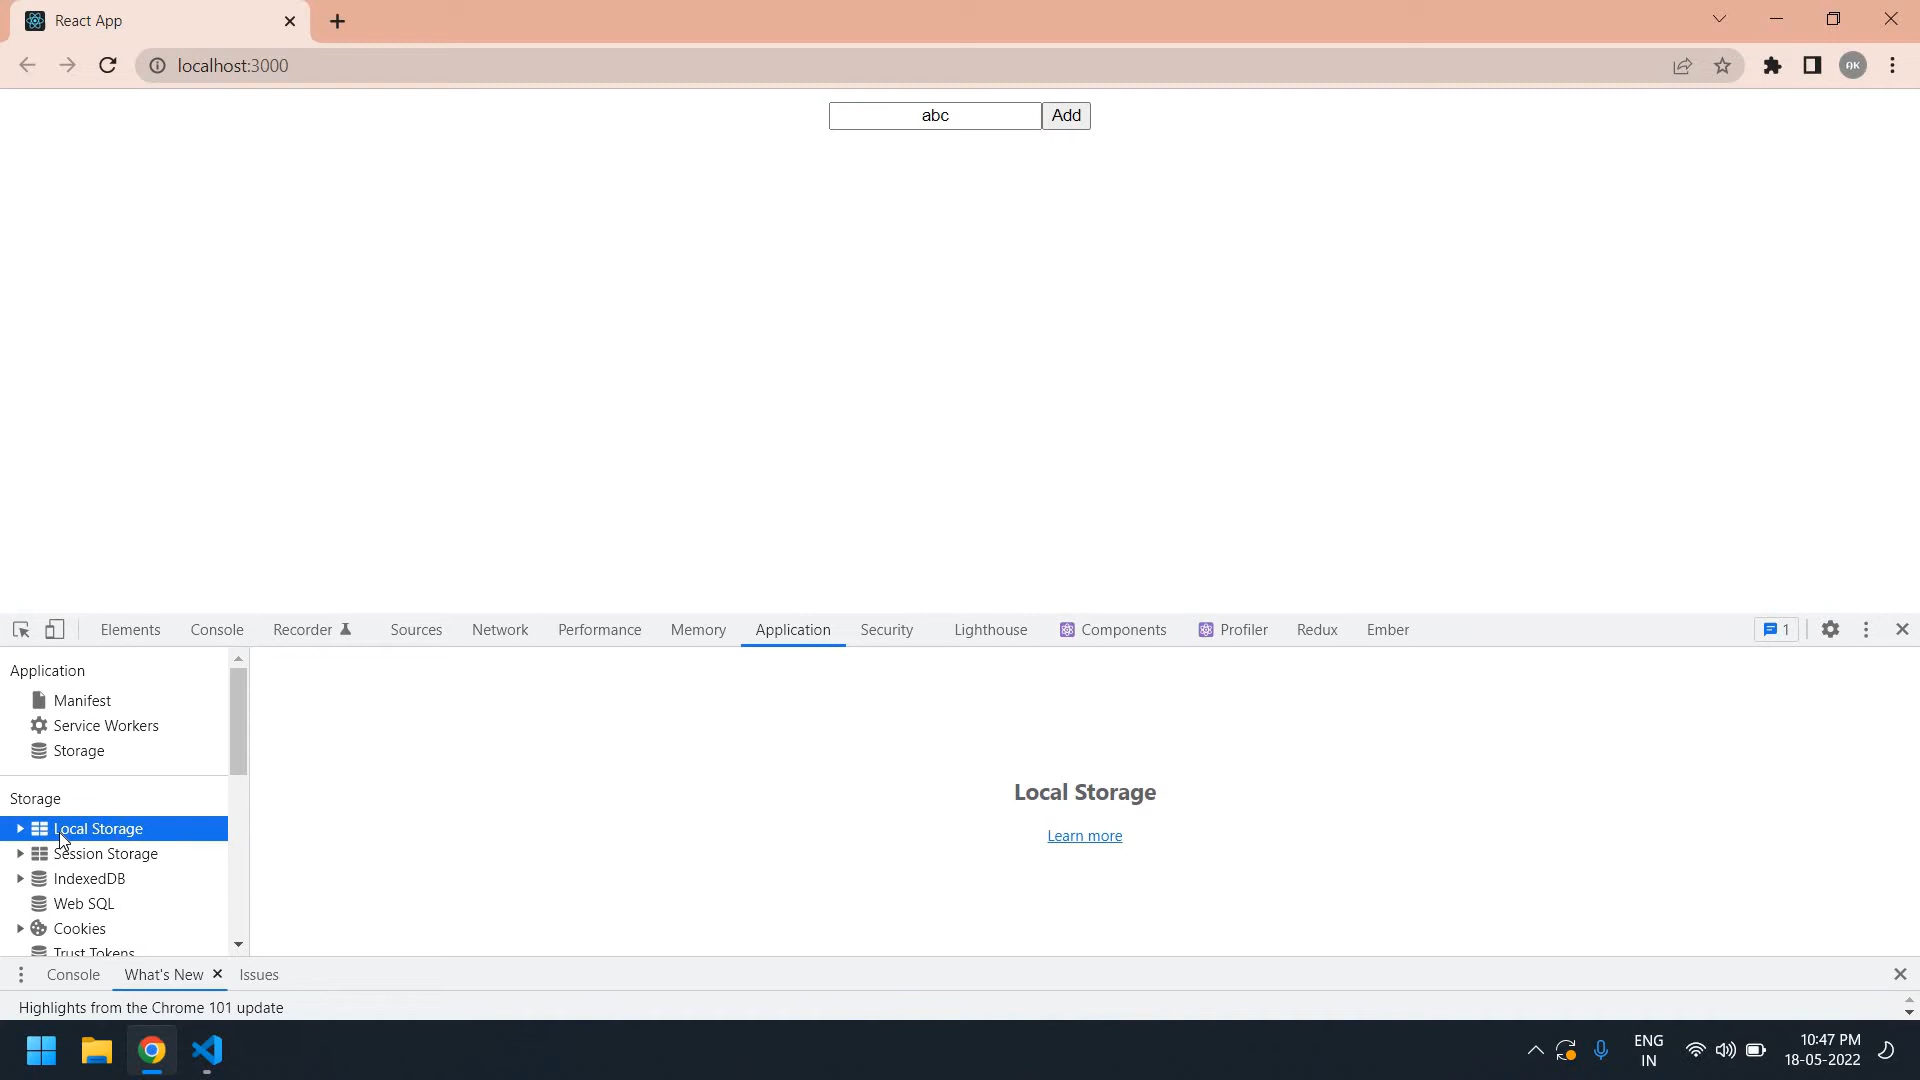 React App
localhost:3000
AK
abc
Add
Elements Console Recorder Sources Network Performance Memory Application Security Lighthouse Components Profiler Redux Ember 1
Application
Manifest
Service Workers
Storage
Storage
Local Storage
Session Storage
IndexedDB
Web SQL
Cookies
Trust Tokens
Local Storage
Learn more
Console What's New Issues
Highlights from the Chrome 101 update
ENG
IN
10:47 PM
18-05-2022